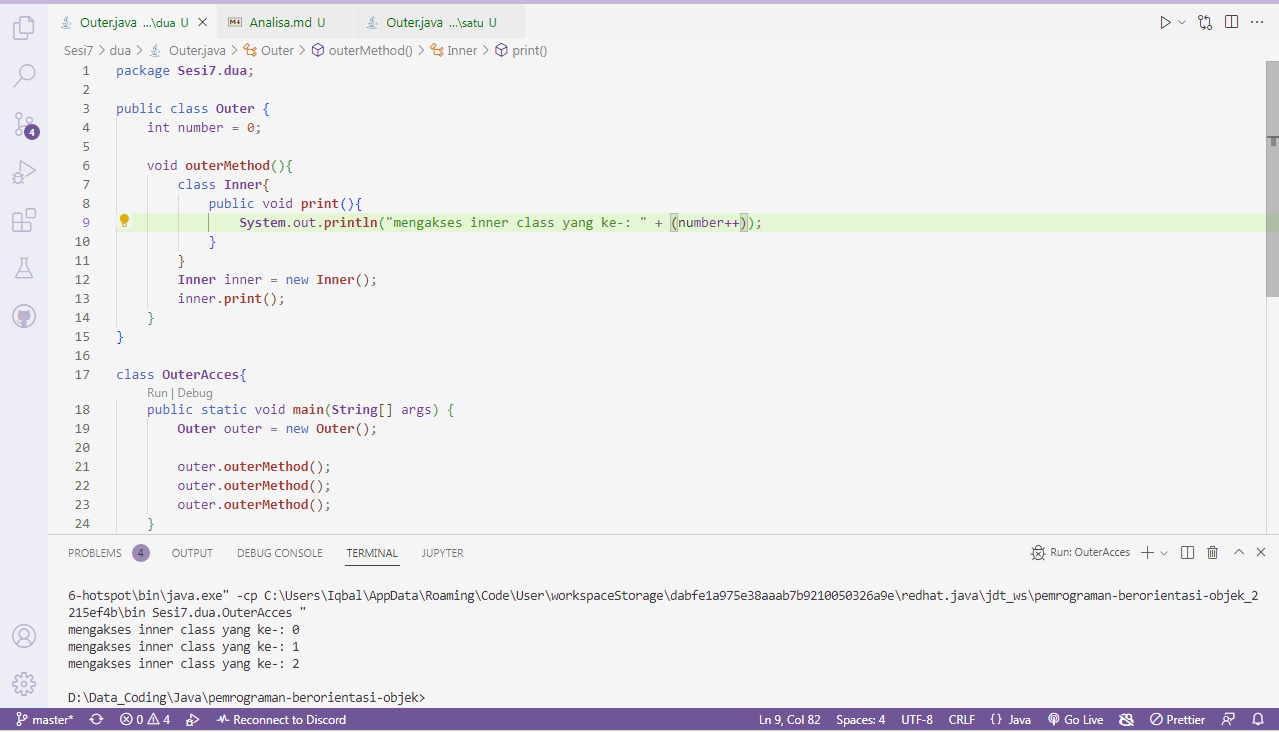 Outer.java ...\dua U
Analisa.md U
Outer.java ...\satu U
Sesi7 > dua > Outer.java > Outer > outerMethod() > Inner > print()
1 package Sesi7.dua;
2
3 public class Outer {
4 int number = 0;
5
6 void outerMethod(){
7 class Inner{
8 public void print(){
9 System.out.println("mengakses inner class yang ke-: " + (number++));
10 }
11 }
12 Inner inner = new Inner();
13 inner.print();
14 }
15 }
16
17 class OuterAcces{
Run | Debug
18 public static void main(String[] args) {
19 Outer outer = new Outer();
20
21 outer.outerMethod();
22 outer.outerMethod();
23 outer.outerMethod();
24 }
4
PROBLEMS 4 OUTPUT DEBUG CONSOLE TERMINAL JUPYTER
Run: OuterAcces
6-hotspot\bin\java.exe" -cp C:\Users\Iqbal\AppData\Roaming\Code\User\workspaceStorage\dabfe1a975e38aaab7b9210050326a9e\redhat.java\jdt_ws\pemrograman-berorientasi-objek_2
215ef4b\bin Sesi7.dua.OuterAcces "
mengakses inner class yang ke-: 0
mengakses inner class yang ke-: 1
mengakses inner class yang ke-: 2
D:\Data_Coding\Java\pemrograman-berorientasi-objek>
master* 0 4 Reconnect to Discord
Ln 9, Col 82 Spaces: 4 UTF-8 CRLF {} Java Go Live Prettier